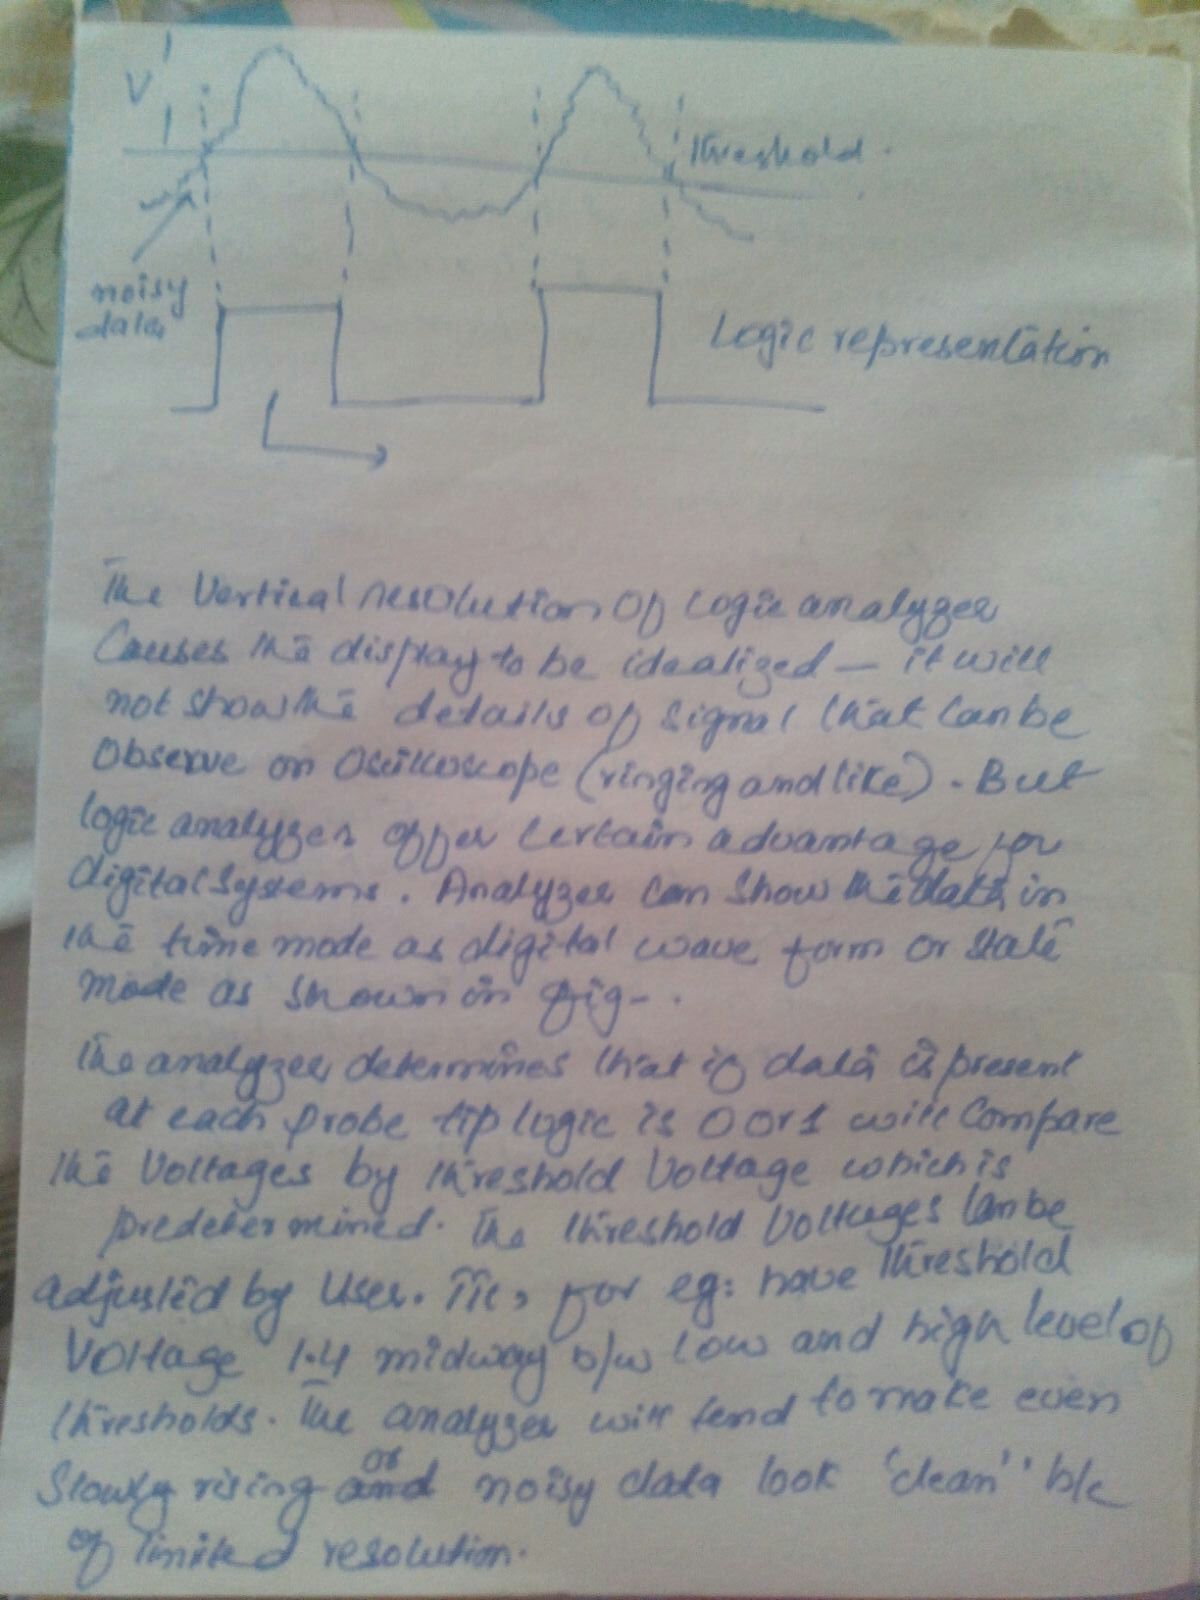 V
threshold.
noisy
data
Logic representation
The Vertical resolution of Logic analyzer
Causes the display to be idealized — it will
not show the details of signal that can be
Observe on Oscilloscope (ringing and like). But
logic analyzer offer certain advantage for
digital systems. Analyzer can show the data in
the time mode as digital wave form or state
mode as shown in fig-.
The analyzer determines that if data is present
at each probe tip logic is 0 or 1 will compare
the Voltages by threshold Voltage which is
predetermined. The threshold Voltages can be
adjusted by User. TTL, for eg: have threshold
Voltage 1.4 midway b/w low and high level of
thresholds. The analyzer will tend to make even
Slowly rising or noisy data look 'clean'' b/c
of limited resolution.